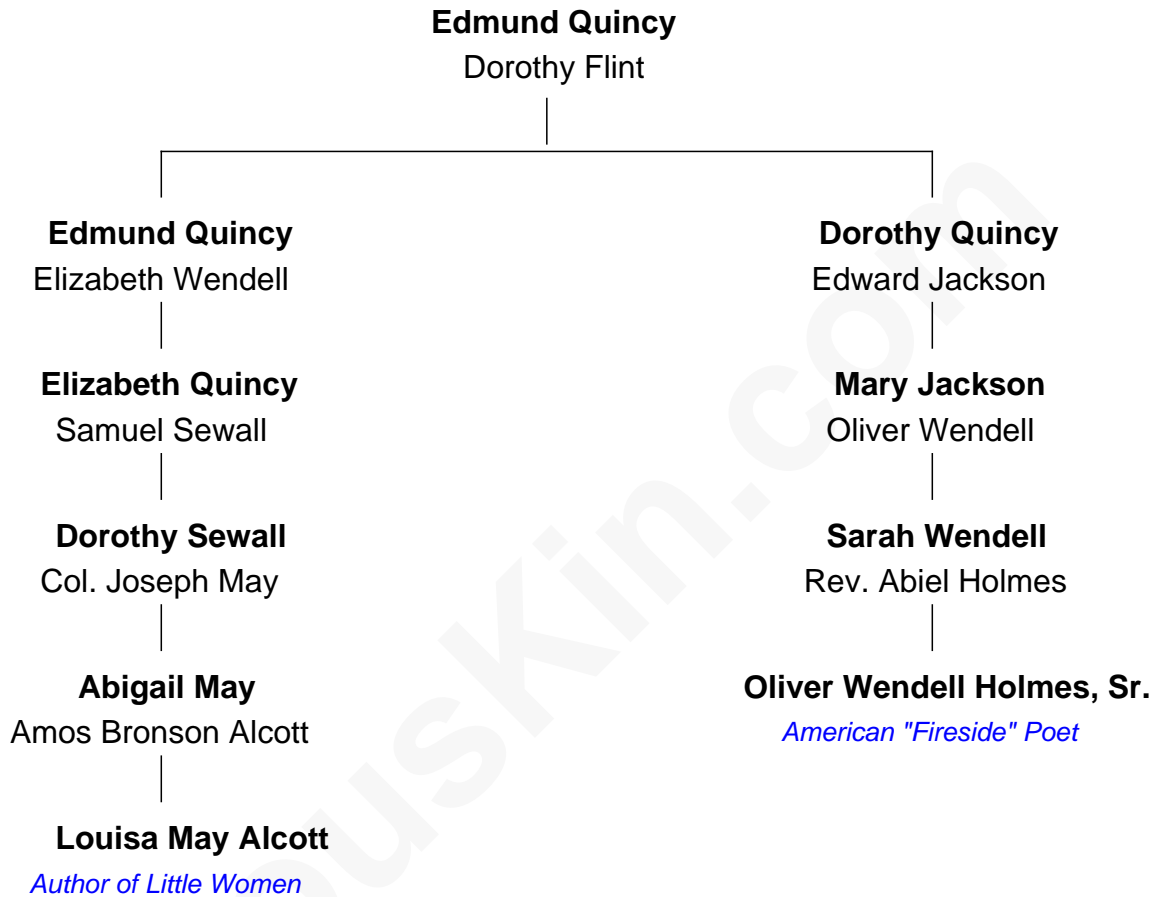 Edmund Quincy
Dorothy Flint
Edmund Quincy
Elizabeth Wendell
Elizabeth Quincy
Samuel Sewall
Dorothy Sewall
Col. Joseph May
Abigail May
Amos Bronson Alcott
Louisa May Alcott
Author of Little Women
Dorothy Quincy
Edward Jackson
Mary Jackson
Oliver Wendell
Sarah Wendell
Rev. Abiel Holmes
Oliver Wendell Holmes, Sr.
American "Fireside" Poet
ousKin.com